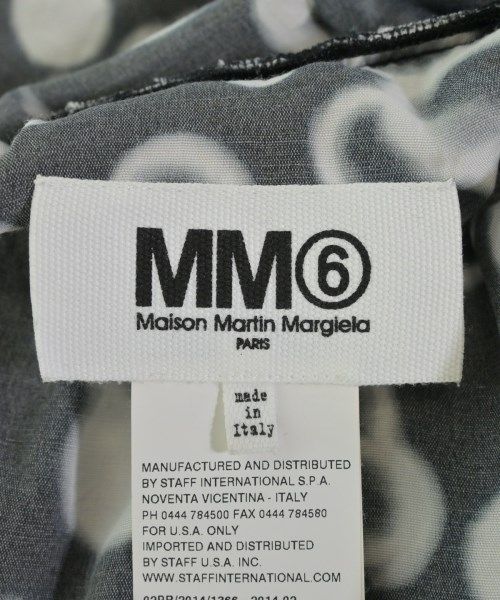 MM⑥
Maison Martin Margiela
PARIS
made
in
Italy
MANUFACTURED AND DISTRIBUTED
BY STAFF INTERNATIONAL S.P.A.
NOVENTA VICENTINA - ITALY
PH 0444 784500 FAX 0444 784580
FOR U.S.A. ONLY
IMPORTED AND DISTRIBUTED
BY STAFF U.S.A. INC.
WWW.STAFFINTERNATIONAL.COM